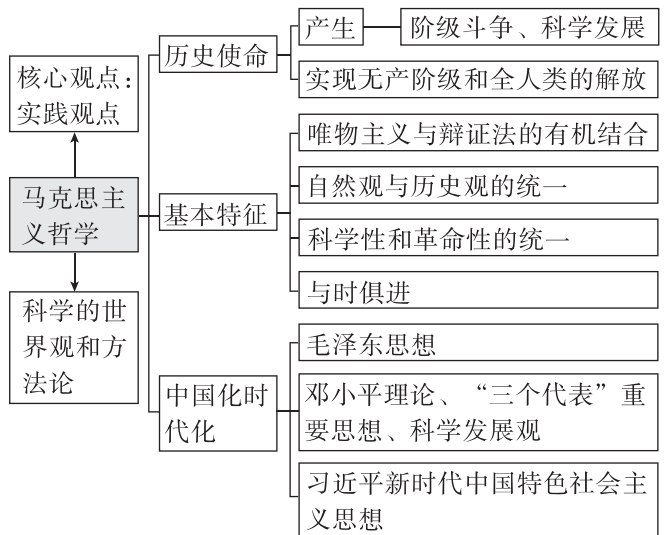 核心观点：
实践观点
马克思主
义哲学
科学的世
界观和方
法论
历史使命
产生
阶级斗争、科学发展
实现无产阶级和全人类的解放
基本特征
唯物主义与辩证法的有机结合
自然观与历史观的统一
科学性和革命性的统一
与时俱进
中国化时
代化
毛泽东思想
邓小平理论、“三个代表”重
要思想、科学发展观
习近平新时代中国特色社会主
义思想